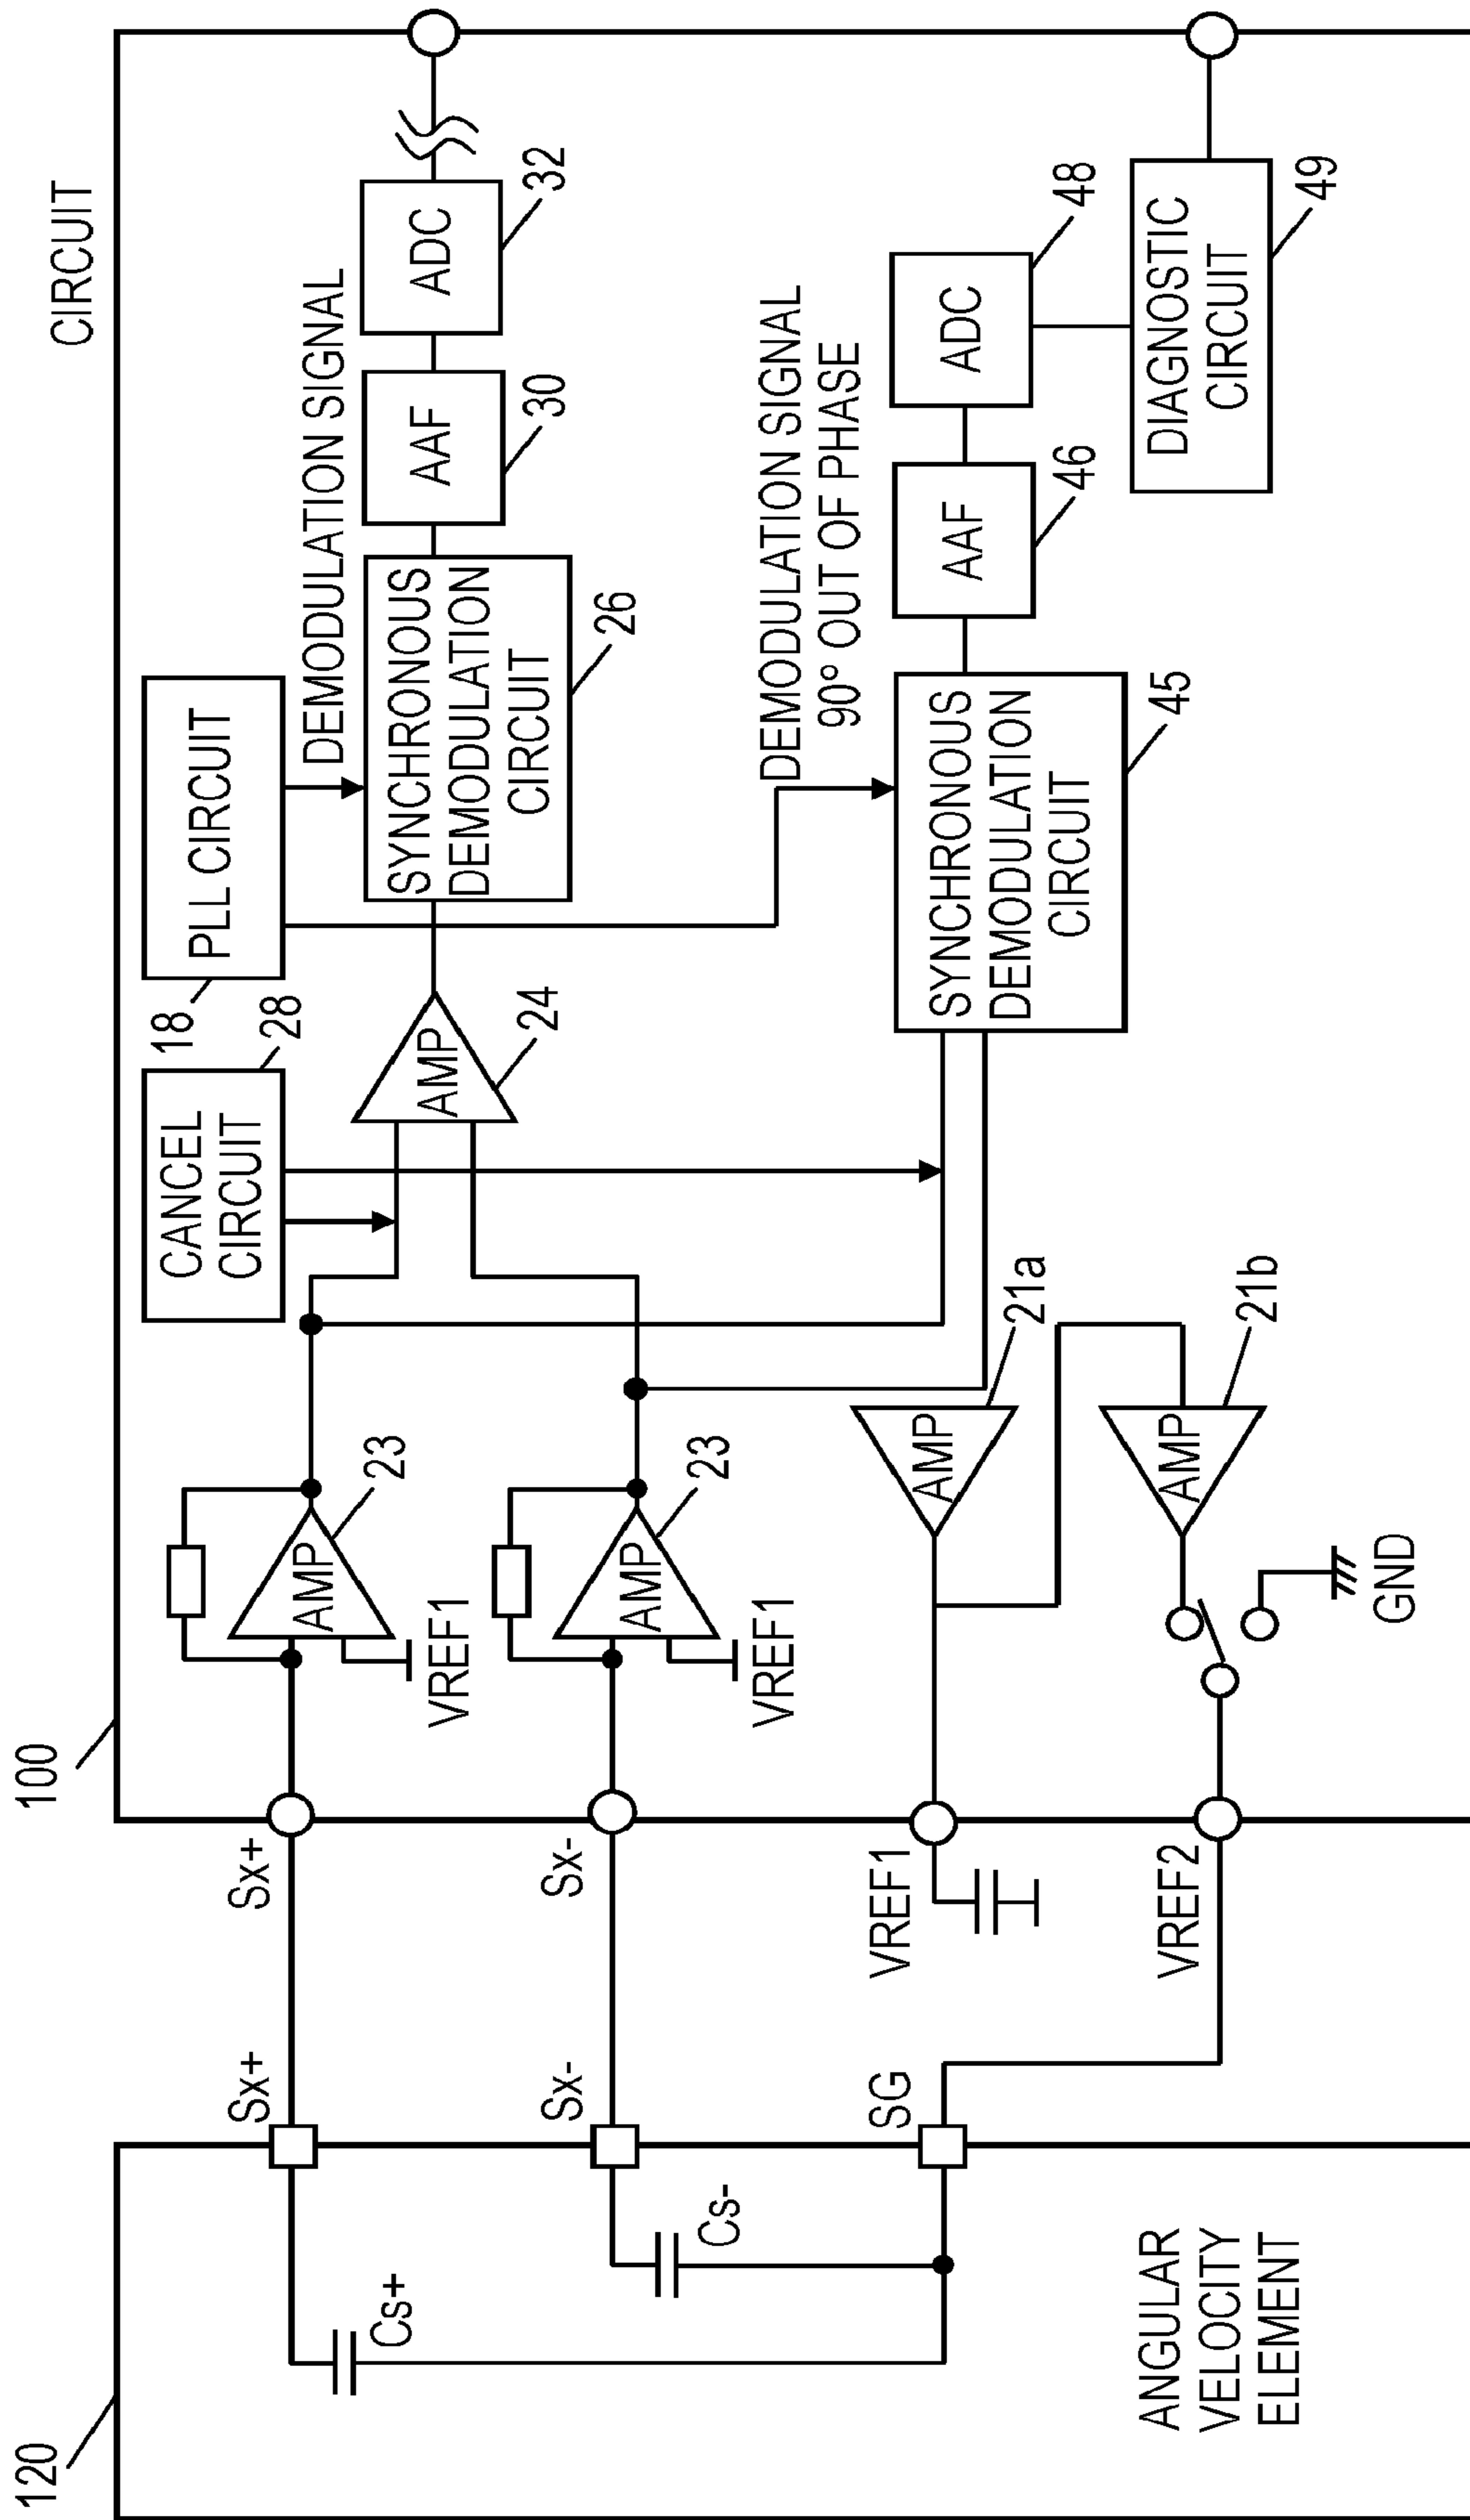 CIRCUIT
100
120
18
PLL CIRCUIT
28
CANCEL
CIRCUIT
DEMODULATION SIGNAL
Sx+
Sx+
Cs+
AMP
23
VREF1
AMP
24
SYNCHRONOUS
DEMODULATION
CIRCUIT
26
AAF
30
ADC
32
Sx-
Sx-
Cs-
AMP
23
VREF1
DEMODULATION SIGNAL
90° OUT OF PHASE
SG
VREF1
AMP
21a
SYNCHRONOUS
DEMODULATION
CIRCUIT
45
AAF
46
ADC
48
ANGULAR
VELOCITY
ELEMENT
VREF2
AMP
21b
GND
DIAGNOSTIC
CIRCUIT
49